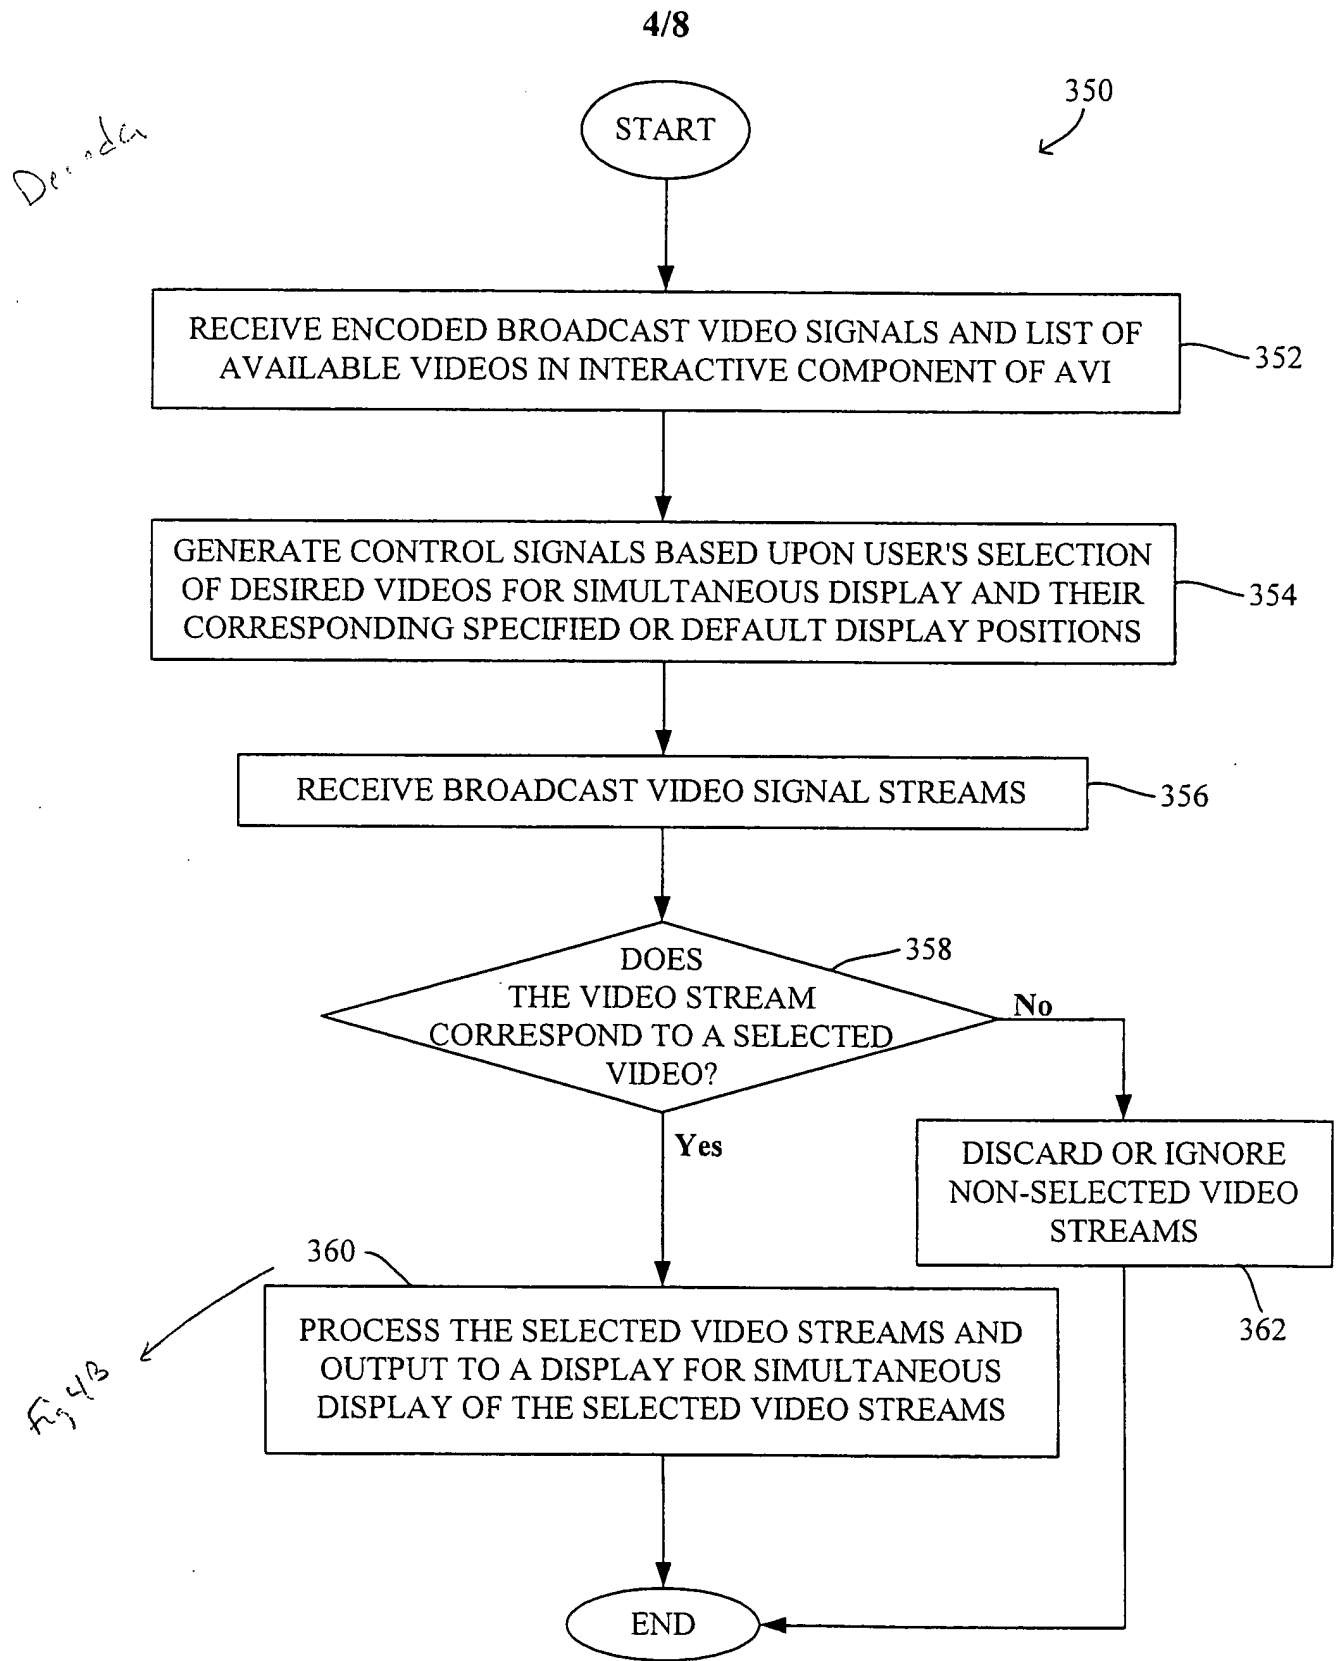 4/8
350
START
RECEIVE ENCODED BROADCAST VIDEO SIGNALS AND LIST OF
AVAILABLE VIDEOS IN INTERACTIVE COMPONENT OF AVI
352
GENERATE CONTROL SIGNALS BASED UPON USER'S SELECTION
OF DESIRED VIDEOS FOR SIMULTANEOUS DISPLAY AND THEIR
CORRESPONDING SPECIFIED OR DEFAULT DISPLAY POSITIONS
354
RECEIVE BROADCAST VIDEO SIGNAL STREAMS
356
358
DOES
THE VIDEO STREAM
CORRESPOND TO A SELECTED
VIDEO?
No
Yes
DISCARD OR IGNORE
NON-SELECTED VIDEO
STREAMS
362
360
PROCESS THE SELECTED VIDEO STREAMS AND
OUTPUT TO A DISPLAY FOR SIMULTANEOUS
DISPLAY OF THE SELECTED VIDEO STREAMS
Fig 4B
END